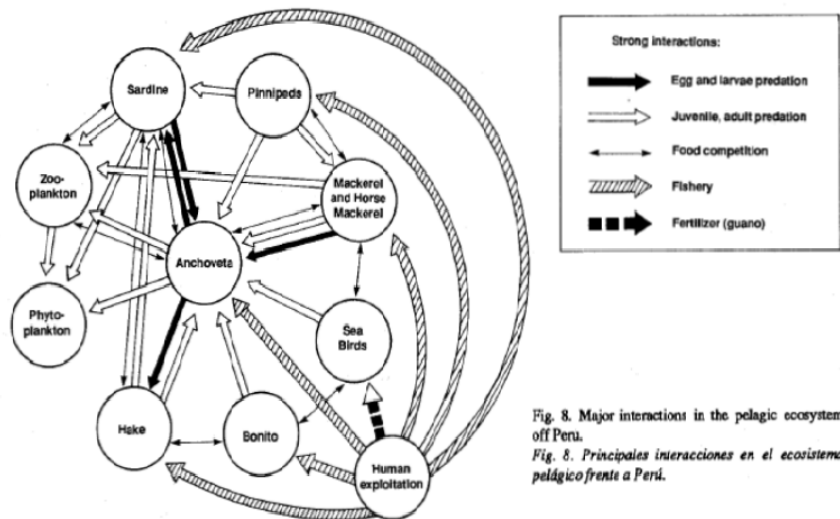 Sardine
Pinnipeds
Zoo-
plankton
Mackerel
and Horse
Mackerel
Anchoveta
Phyto-
plankton
Sea
Birds
Hake
Bonito
Human
exploitation
Strong interactions:
Egg and larvae predation
Juvenile, adult predation
Food competition
Fishery
Fertilizer (guano)
Fig. 8. Major interactions in the pelagic ecosystem
off Peru.
Fig. 8. Principales interacciones en el ecosistema
pelágico frente a Perú.